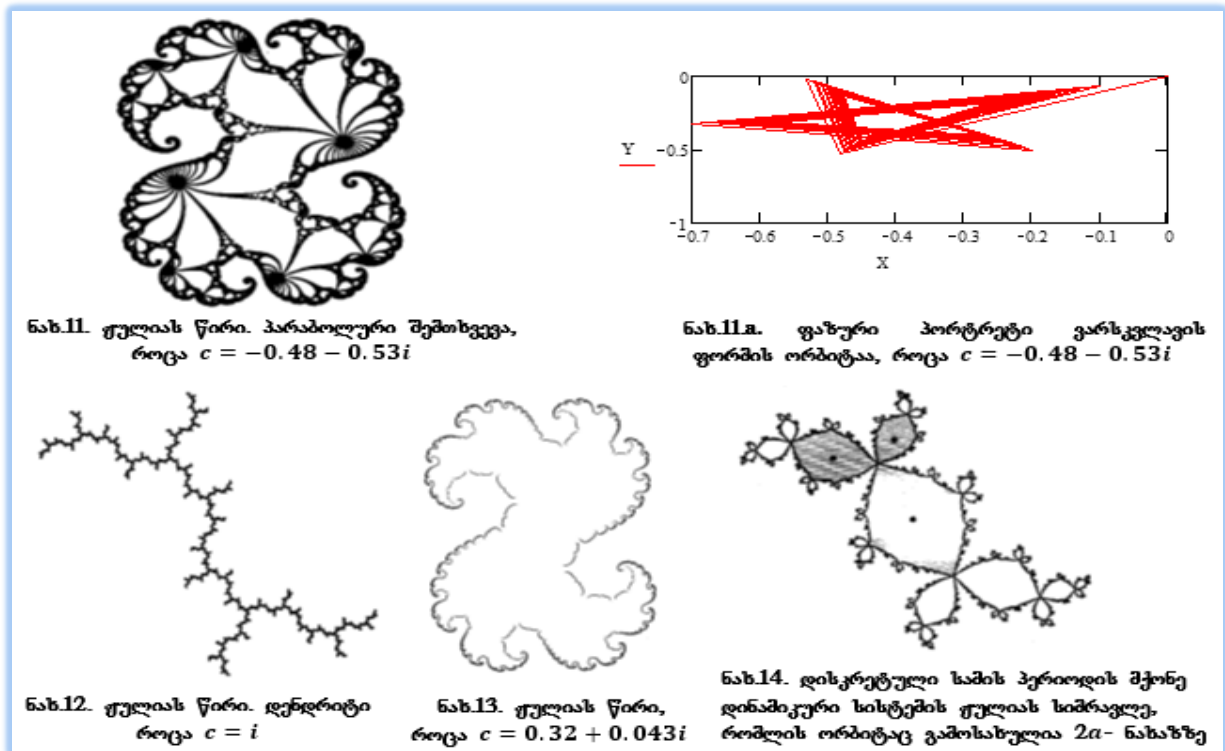 0
Y
−0.5
−1
−0.7 −0.6 −0.5 −0.4 −0.3 −0.2 −0.1 0
X
ნახ.11. ჟულიას წირი. პარაბოლური შემთხვევა,
როცა c = −0.48 − 0.53i
ნახ.11.a. ფაზური პორტრეტი ვარსკვლავის
ფორმის ორბიტაა, როცა c = −0.48 − 0.53i
ნახ.12. ჟულიას წირი. დენდრიტი
როცა c = i
ნახ.13. ჟულიას წირი,
როცა c = 0.32 + 0.043i
ნახ.14. დისკრეტული სამის პერიოდის მქონე
დინამიკური სისტემის ჟულიას სიმრავლე,
რომლის ორბიტაც გამოსახულია 2a- ნახაზზე